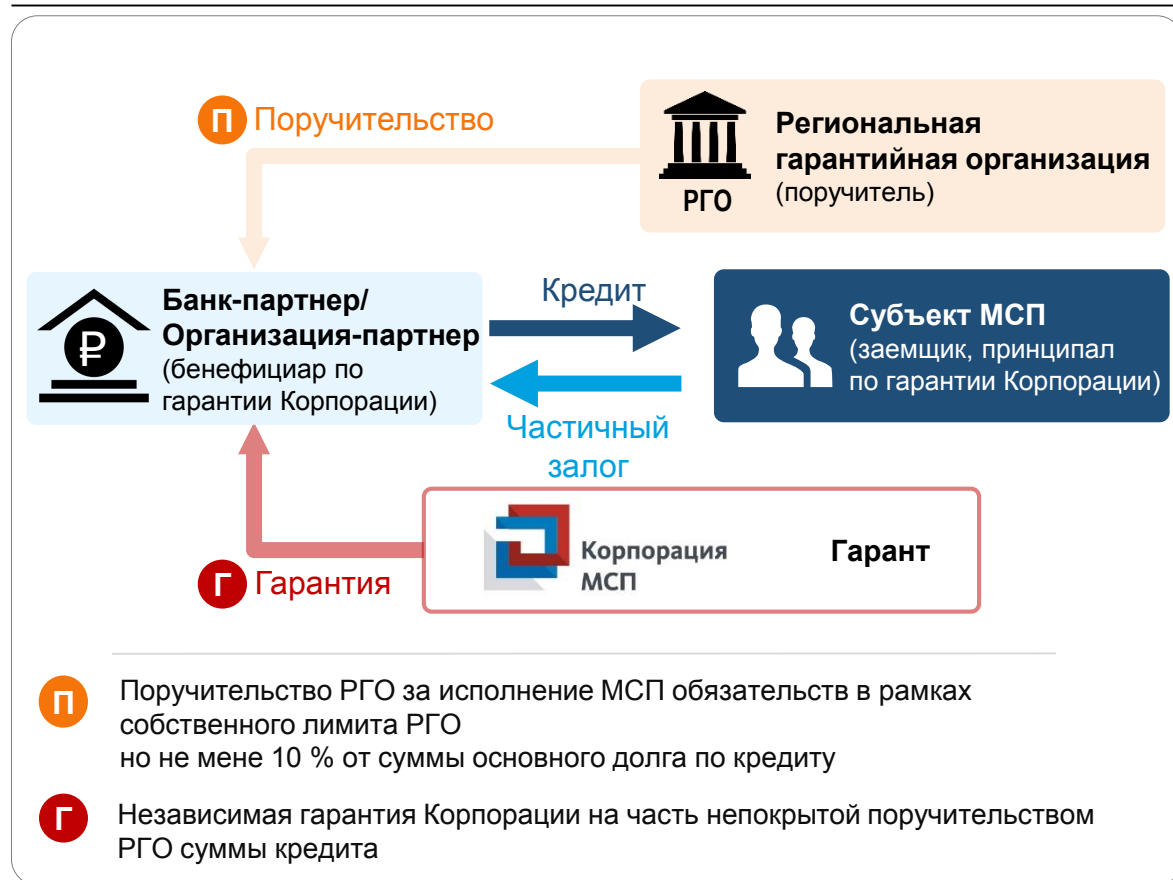 П Поручительство
Региональная
гарантийная организация
(поручитель)
РГО
Банк-партнер/
Организация-партнер
(бенефициар по
гарантии Корпорации)
₽
Кредит
Субъект МСП
(заемщик, принципал
по гарантии Корпорации)
Частичный
залог
Корпорация
МСП
Гарант
Г Гарантия
П Поручительство РГО за исполнение МСП обязательств в рамках
собственного лимита РГО
но не мене 10 % от суммы основного долга по кредиту
Г Независимая гарантия Корпорации на часть непокрытой поручительством
РГО суммы кредита